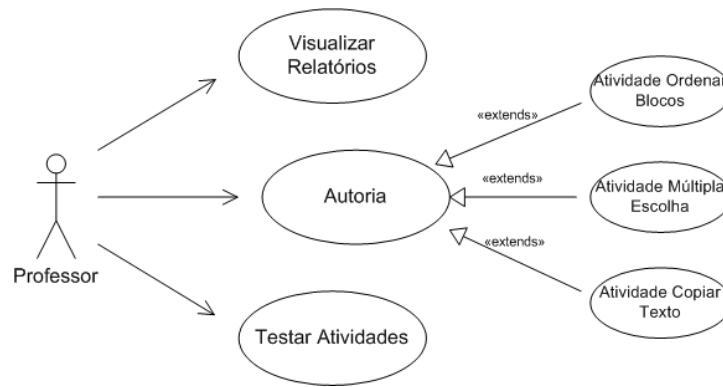 Visualizar
Relatórios
Atividade Ordenar
Blocos
«extends»
Autoria
«extends»
Atividade Múltipla
Escolha
«extends»
Professor
Atividade Copiar
Texto
Testar Atividades